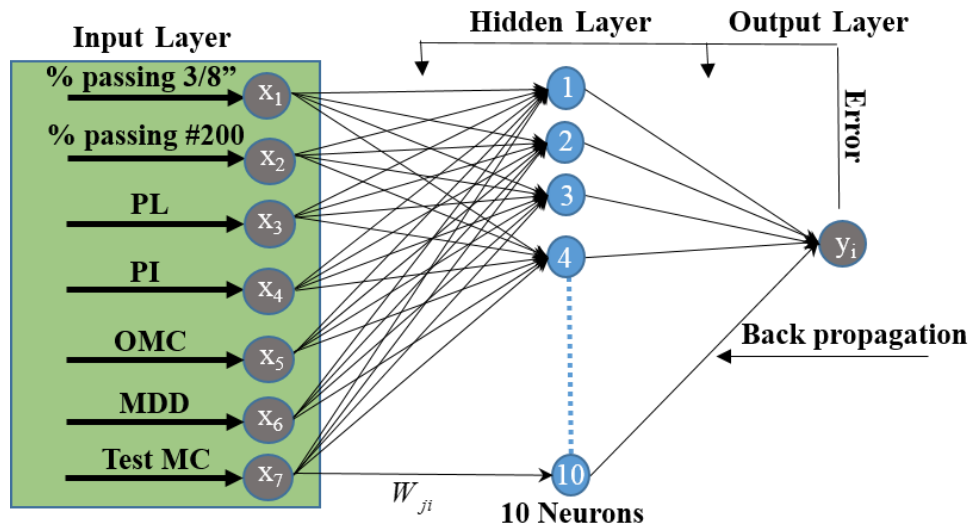 Input Layer
Hidden Layer
Output Layer
% passing 3/8”
x1
% passing #200
x2
PL
x3
PI
x4
OMC
x5
MDD
x6
Test MC
x7
1
2
3
4
10
10 Neurons
Wji
yi
Error
Back propagation